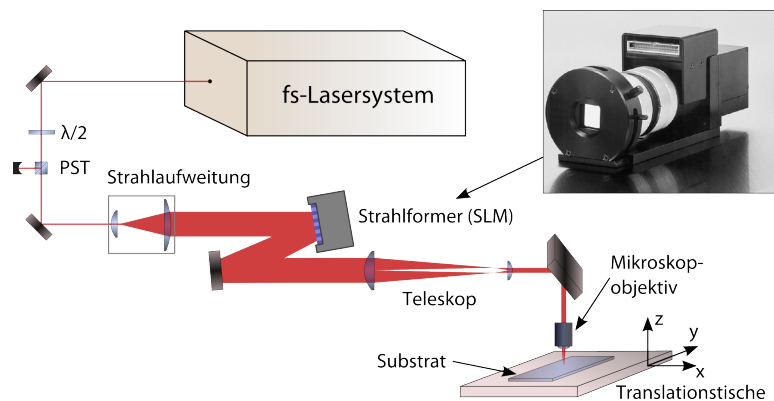 fs-Lasersystem
λ/2
PST
Strahlaufweitung
Strahlformer (SLM)
Teleskop
Mikroskop-
objektiv
Substrat
z
y
x
Translationstische